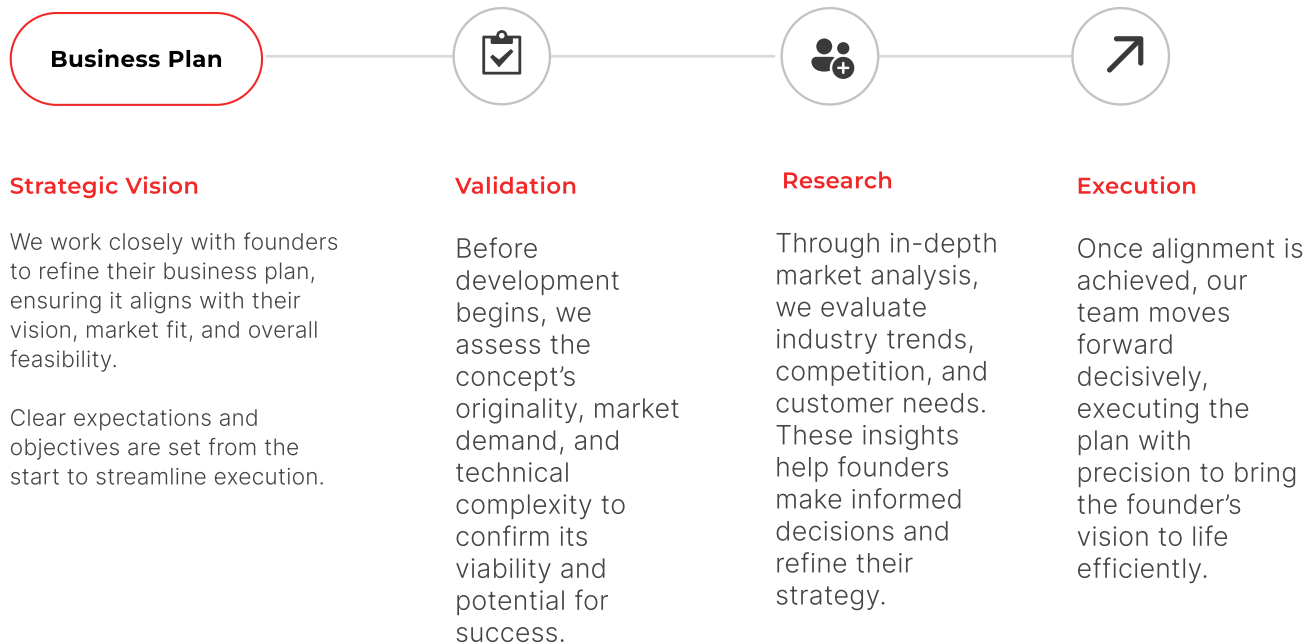 Business Plan
Strategic Vision
We work closely with founders
to refine their business plan,
ensuring it aligns with their
vision, market fit, and overall
feasibility.
Clear expectations and
objectives are set from the
start to streamline execution.
Validation
Before
development
begins, we
assess the
concept’s
originality, market
demand, and
technical
complexity to
confirm its
viability and
potential for
success.
Research
Through in-depth
market analysis,
we evaluate
industry trends,
competition, and
customer needs.
These insights
help founders
make informed
decisions and
refine their
strategy.
Execution
Once alignment is
achieved, our
team moves
forward
decisively,
executing the
plan with
precision to bring
the founder’s
vision to life
efficiently.